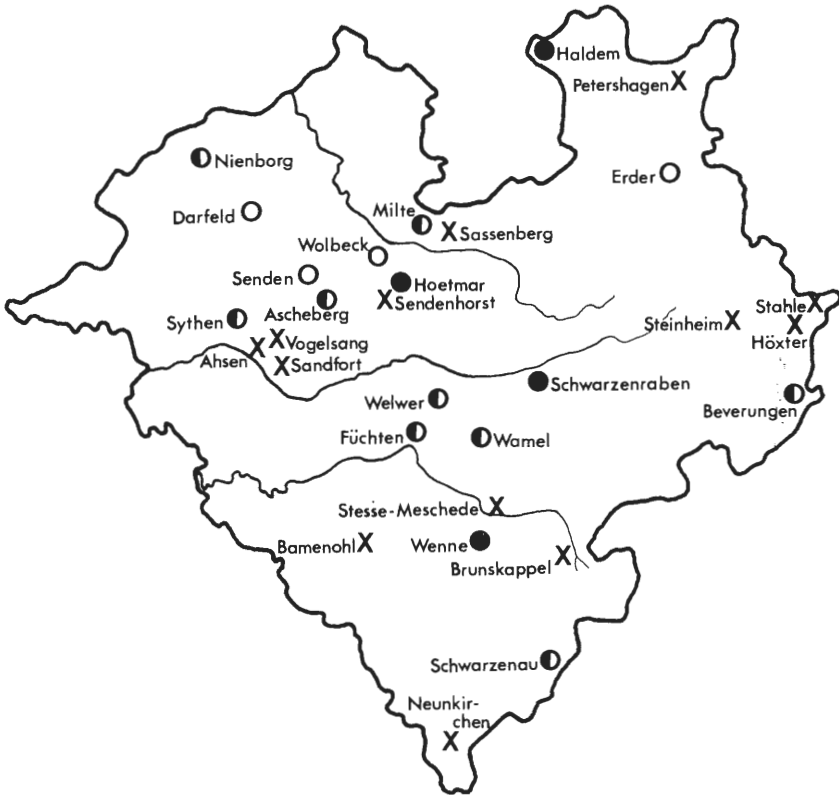 Haldem
Petershagen
Nienborg
Erder
Darfeld
Milte
Sassenberg
Wolbeck
Senden
Hoetmar
Sendenhorst
Ascheberg
Sythen
Stahle
Steinheim
Höxter
Vogelsang
Ahsen
Sandfort
Schwarzenraben
Welwer
Beverungen
Füchten
Wamel
Stesse-Meschede
Bamenohl
Wenne
Brunskappel
Schwarzenau
Neunkir-
chen